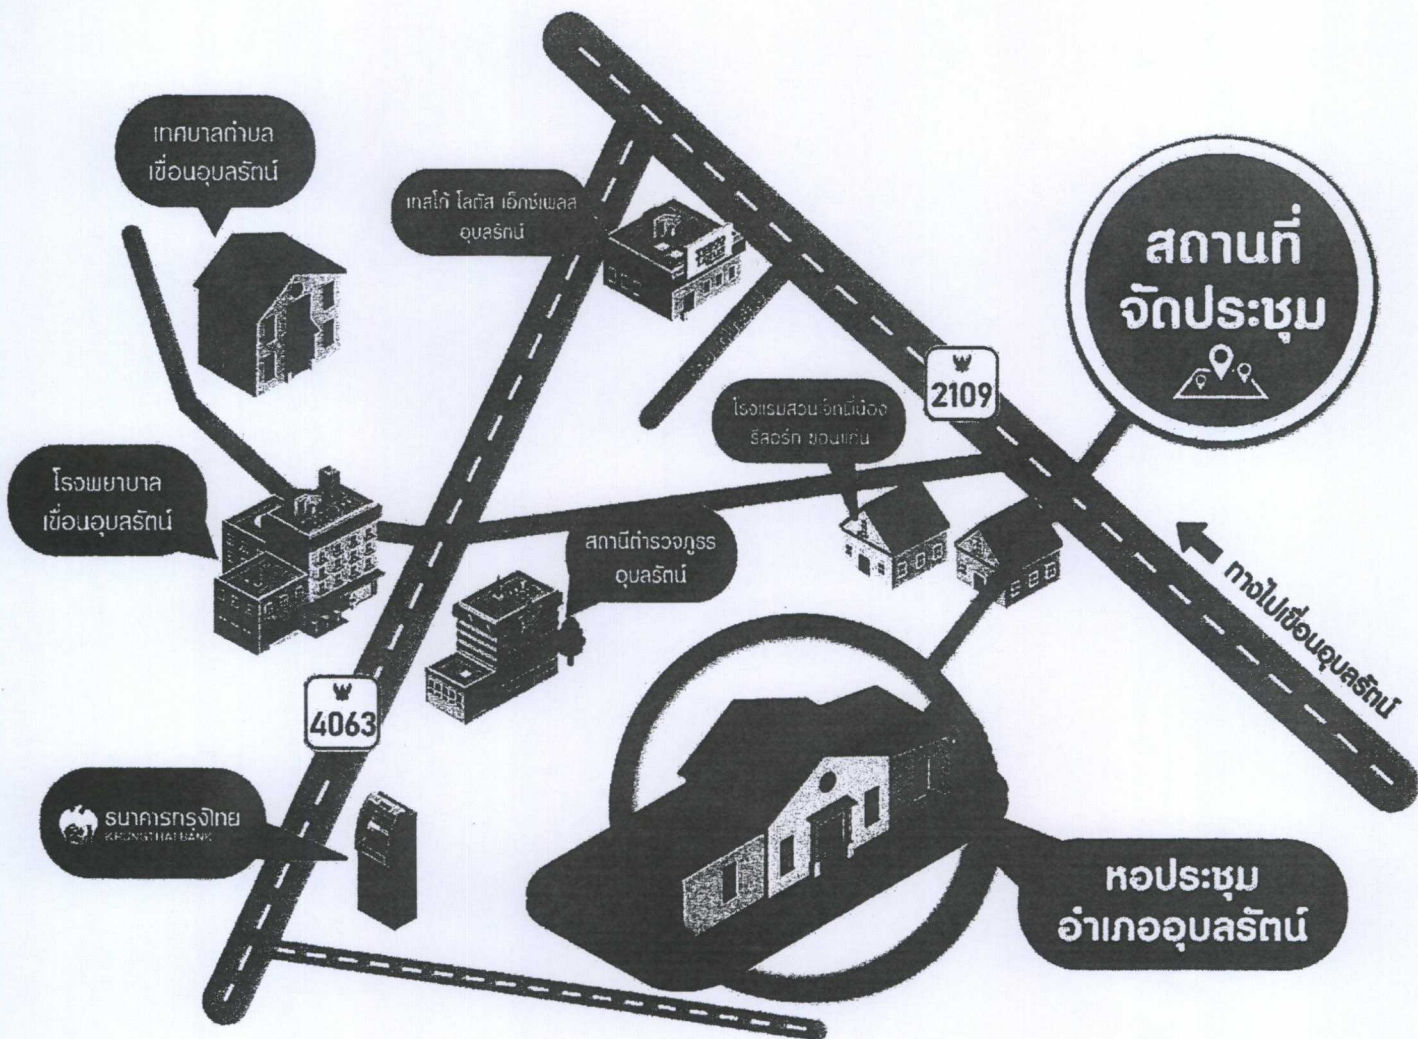 เทศบาลตำบล
เขื่อนอุบลรัตน์
เทสโก้ โลตัส เอ็กซ์เพลส
อุบลรัตน์
สถานที่
จัดประชุม
2109
โรงแรมสวน
รีสอร์ท ขอนแก่น
โรงพยาบาล
เขื่อนอุบลรัตน์
สถานีตำรวจภูธร
อุบลรัตน์
ทางไปเขื่อนอุบลรัตน์
4063
ธนาคารกรุงไทย
KRUNGTHAI BANK
หอประชุม
อำเภออุบลรัตน์